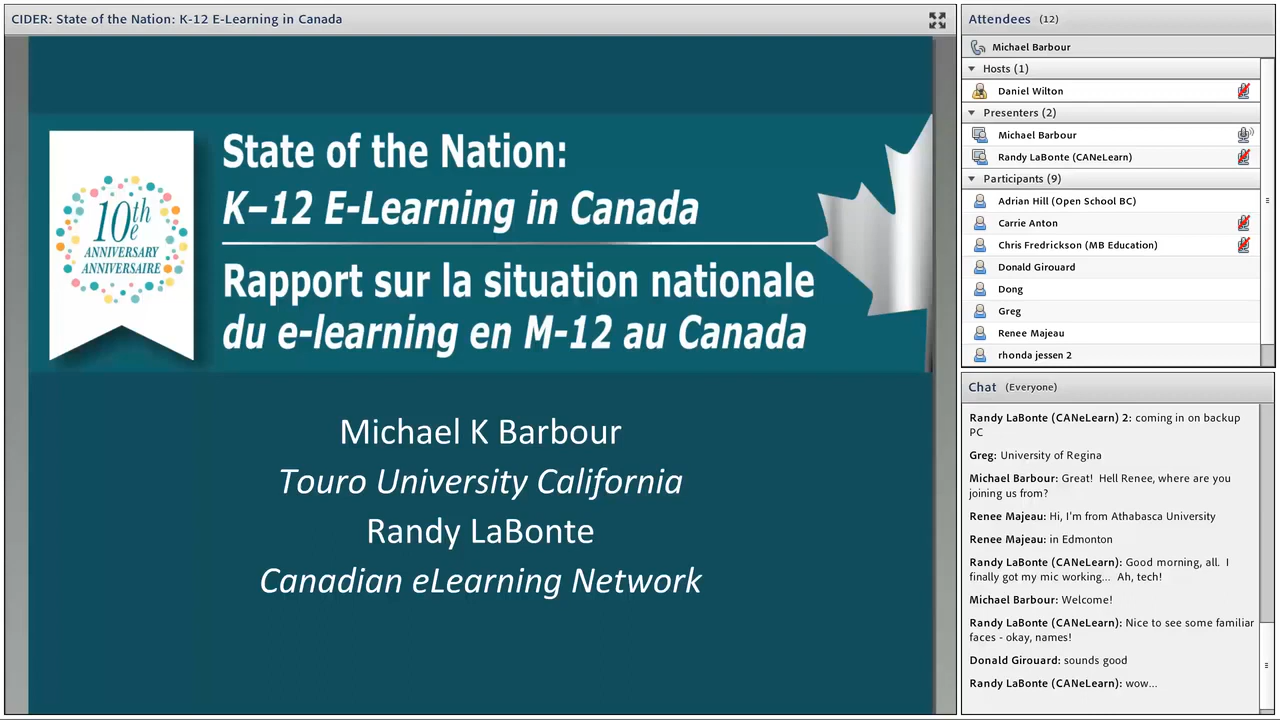 CIDER: State of the Nation: K-12 E-Learning in Canada
10th
e
ANNIVERSARY
ANNIVERSAIRE
State of the Nation:
K–12 E-Learning in Canada
Rapport sur la situation nationale
du e-learning en M-12 au Canada
Michael K Barbour
Touro University California
Randy LaBonte
Canadian eLearning Network
Attendees (12)
Michael Barbour
Hosts (1)
Daniel Wilton
Presenters (2)
Michael Barbour
Randy LaBonte (CANeLearn)
Participants (9)
Adrian Hill (Open School BC)
Carrie Anton
Chris Fredrickson (MB Education)
Donald Girouard
Dong
Greg
Renee Majeau
rhonda jessen 2
Chat (Everyone)
Randy LaBonte (CANeLearn) 2: coming in on backup
PC
Greg: University of Regina
Michael Barbour: Great! Hell Renee, where are you
joining us from?
Renee Majeau: Hi, I'm from Athabasca University
Renee Majeau: in Edmonton
Randy LaBonte (CANeLearn): Good morning, all. I
finally got my mic working... Ah, tech!
Michael Barbour: Welcome!
Randy LaBonte (CANeLearn): Nice to see some familiar
faces - okay, names!
Donald Girouard: sounds good
Randy LaBonte (CANeLearn): wow...